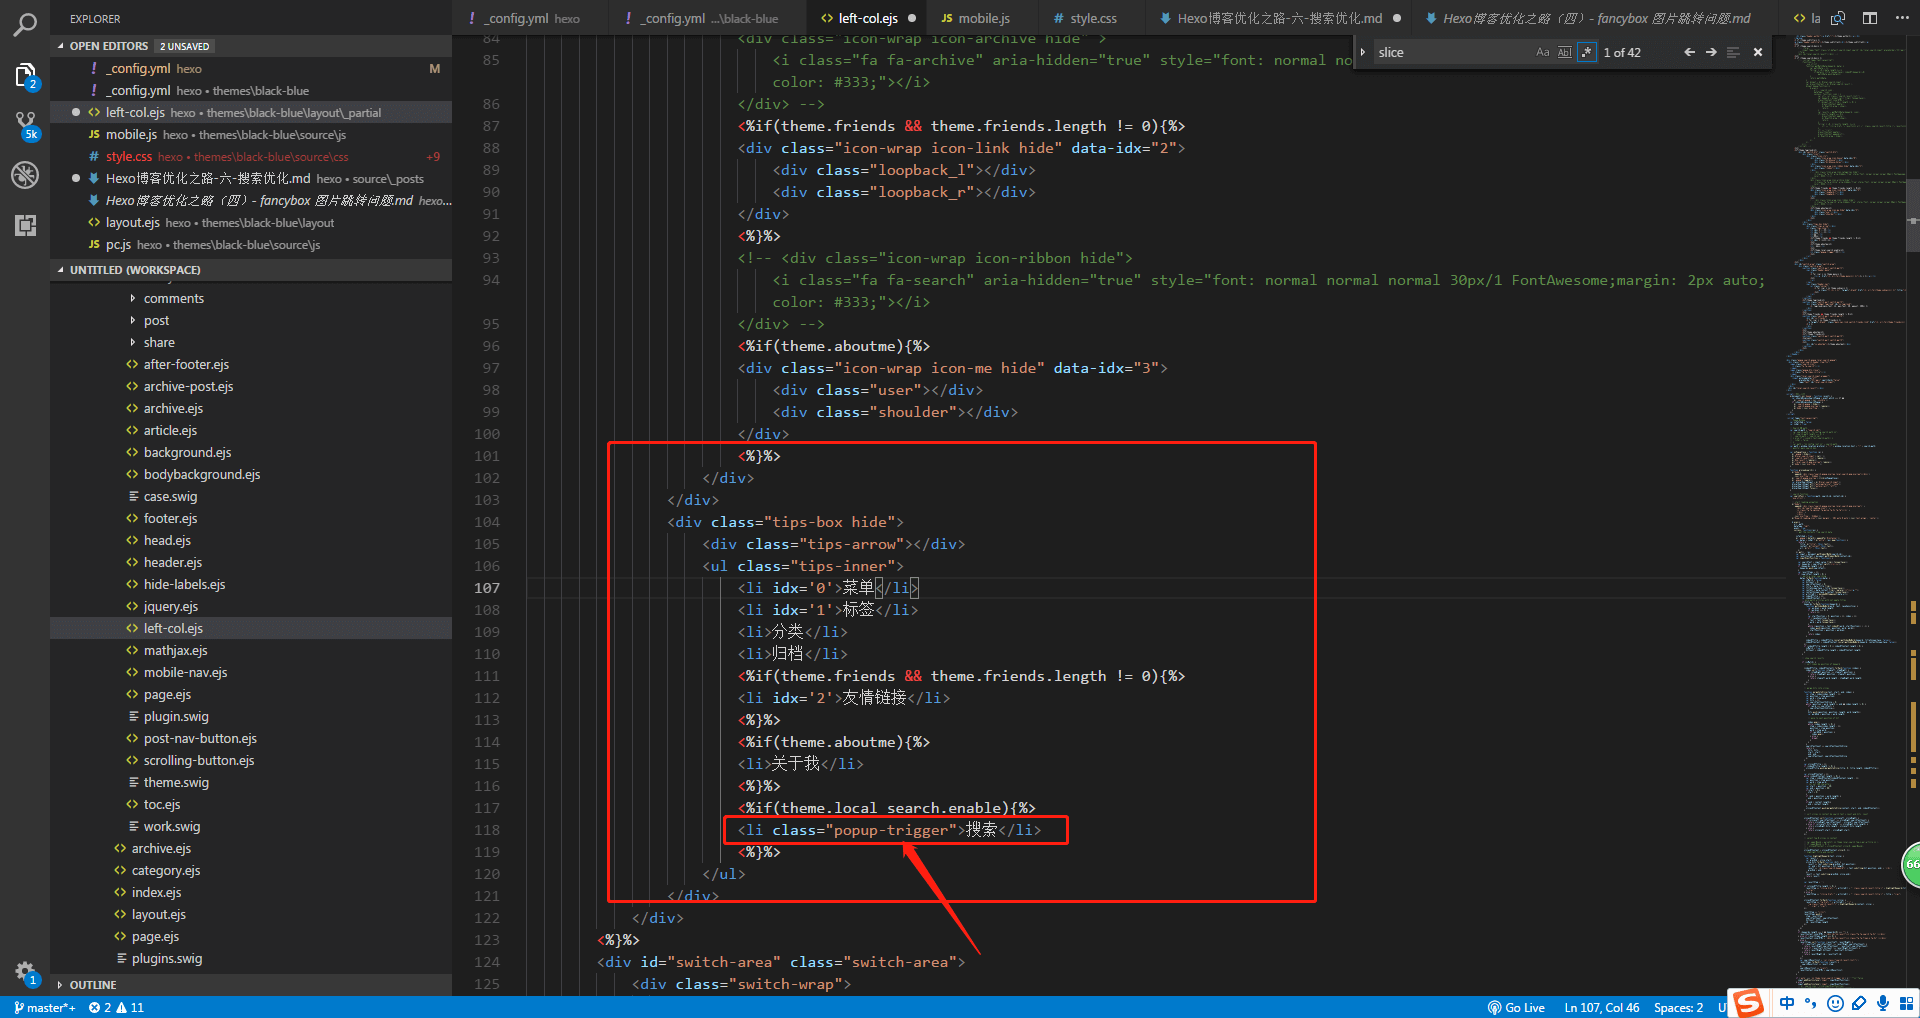 EXPLORER
OPEN EDITORS 2 UNSAVED
! _config.yml hexo M
! _config.yml hexo • themes\black-blue
left-col.ejs hexo • themes\black-blue\layout\_partial
JS mobile.js hexo • themes\black-blue\source\js
# style.css hexo • themes\black-blue\source\css +9
Hexo博客优化之路-六-搜索优化.md hexo • source\_posts
Hexo博客优化之路（四）- fancybox 图片跳转问题.md hexo...
layout.ejs hexo • themes\black-blue\layout
JS pc.js hexo • themes\black-blue\source\js
UNTITLED (WORKSPACE)
comments
post
share
after-footer.ejs
archive-post.ejs
archive.ejs
article.ejs
background.ejs
bodybackground.ejs
case.swig
footer.ejs
head.ejs
header.ejs
hide-labels.ejs
jquery.ejs
left-col.ejs
mathjax.ejs
mobile-nav.ejs
page.ejs
plugin.swig
post-nav-button.ejs
scrolling-button.ejs
theme.swig
toc.ejs
work.swig
archive.ejs
category.ejs
index.ejs
layout.ejs
page.ejs
plugins.swig
OUTLINE
2
5k
1
! _config.yml hexo
! _config.yml ...\black-blue
left-col.ejs
JS mobile.js
# style.css
Hexo博客优化之路-六-搜索优化.md
Hexo博客优化之路（四）- fancybox 图片跳转问题.md
la
slice Aa Abl .* 1 of 42
84 <div class="icon-wrap icon-archive hide">
85 <i class="fa fa-archive" aria-hidden="true" style="font: normal no
color: #333;"></i>
86 </div> -->
87 <%if(theme.friends && theme.friends.length != 0){%>
88 <div class="icon-wrap icon-link hide" data-idx="2">
89 <div class="loopback_l"></div>
90 <div class="loopback_r"></div>
91 </div>
92 <%}%>
93 <!-- <div class="icon-wrap icon-ribbon hide">
94 <i class="fa fa-search" aria-hidden="true" style="font: normal normal normal 30px/1 FontAwesome;margin: 2px auto;
color: #333;"></i>
95 </div> -->
96 <%if(theme.aboutme){%>
97 <div class="icon-wrap icon-me hide" data-idx="3">
98 <div class="user"></div>
99 <div class="shoulder"></div>
100 </div>
101 <%}%>
102 </div>
103 </div>
104 <div class="tips-box hide">
105 <div class="tips-arrow"></div>
106 <ul class="tips-inner">
107 <li idx='0'>菜单</li>
108 <li idx='1'>标签</li>
109 <li>分类</li>
110 <li>归档</li>
111 <%if(theme.friends && theme.friends.length != 0){%>
112 <li idx='2'>友情链接</li>
113 <%}%>
114 <%if(theme.aboutme){%>
115 <li>关于我</li>
116 <%}%>
117 <%if(theme.local_search.enable){%>
118 <li class="popup-trigger">搜索</li>
119 <%}%>
120 </ul>
121 </div>
122 </div>
123 <%}%>
124 <div id="switch-area" class="switch-area">
125 <div class="switch-wrap">
66
master*+ 2 11
Go Live Ln 107, Col 46 Spaces: 2 U
S 中